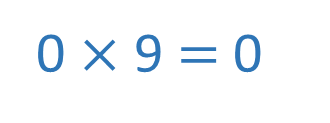 0 × 9 = 0